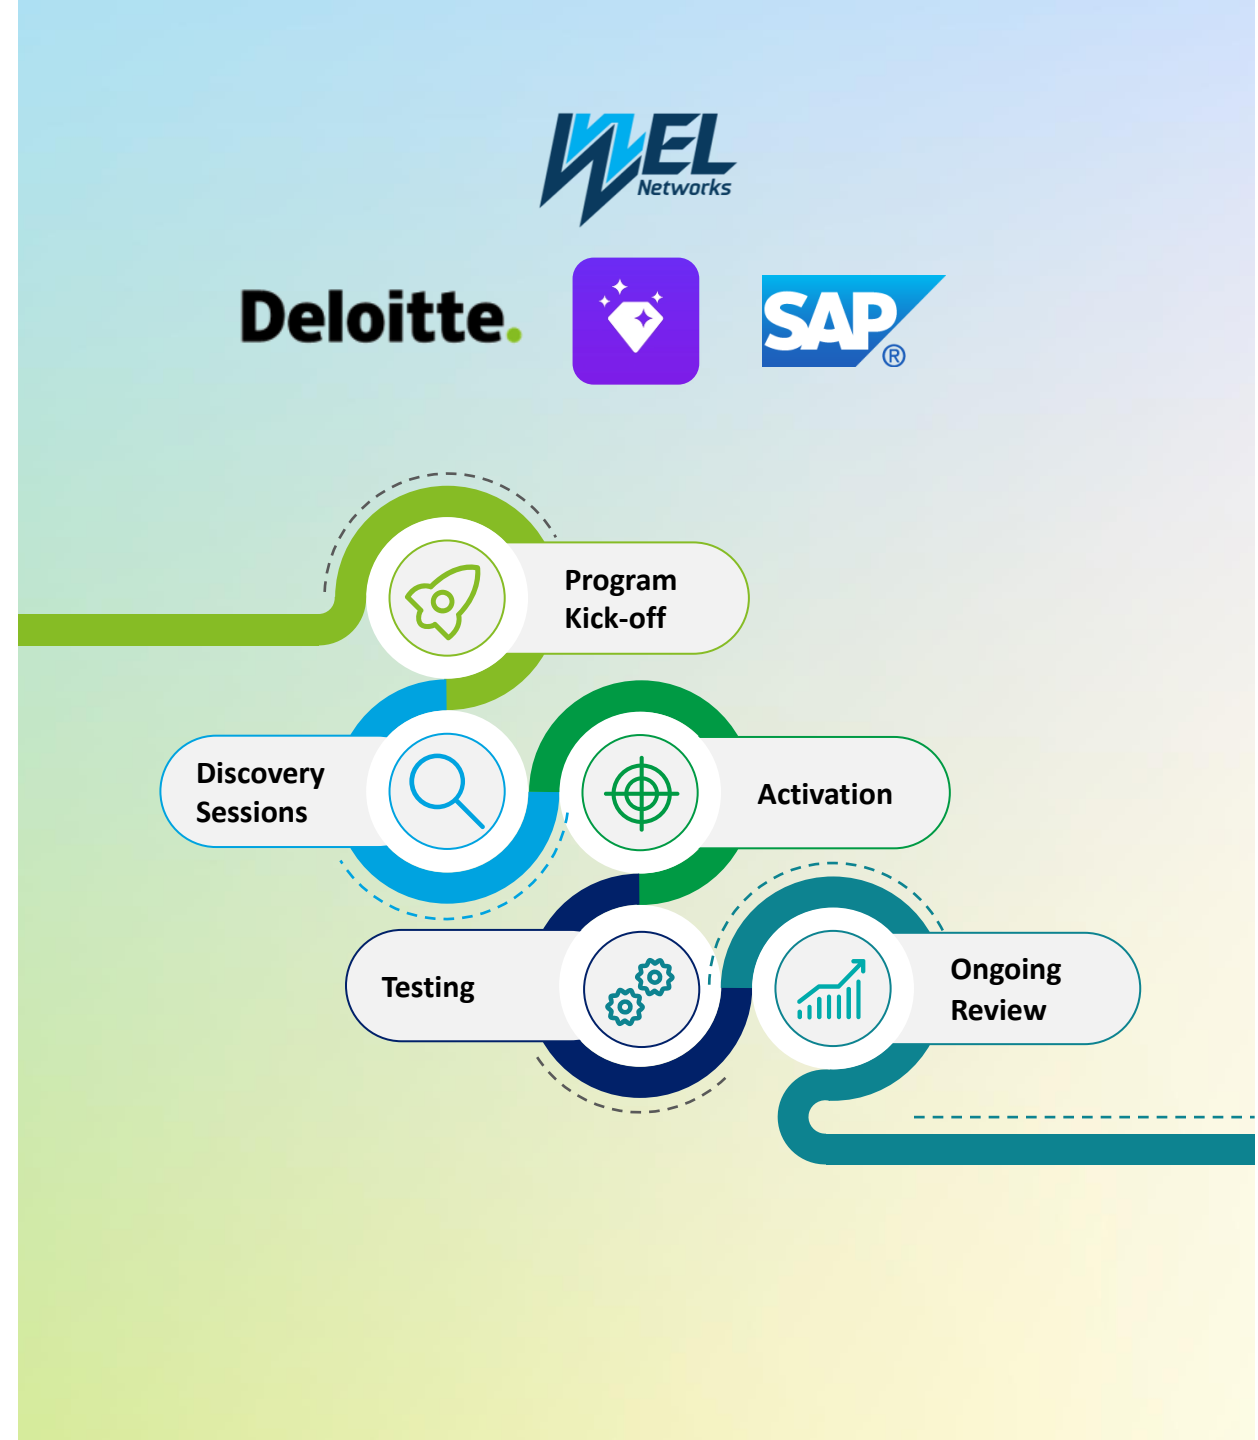 WEL
Networks
Deloitte.
SAP®
Program
Kick-off
Discovery
Sessions
Activation
Testing
Ongoing
Review